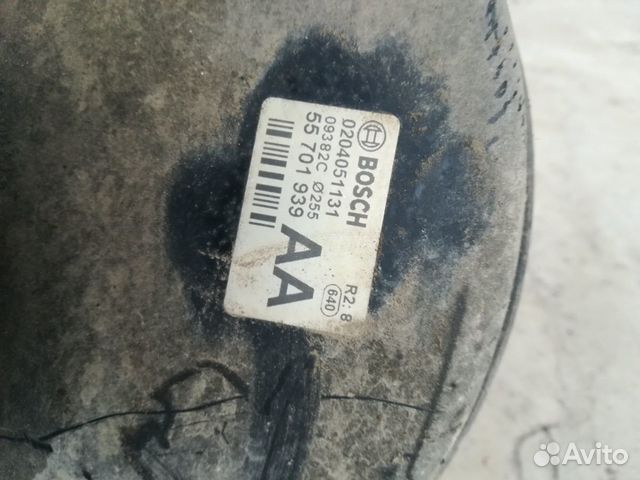 BOSCH
0204051131
09382C Ø255
55 701 939
AA
R2: 8
640
Avito